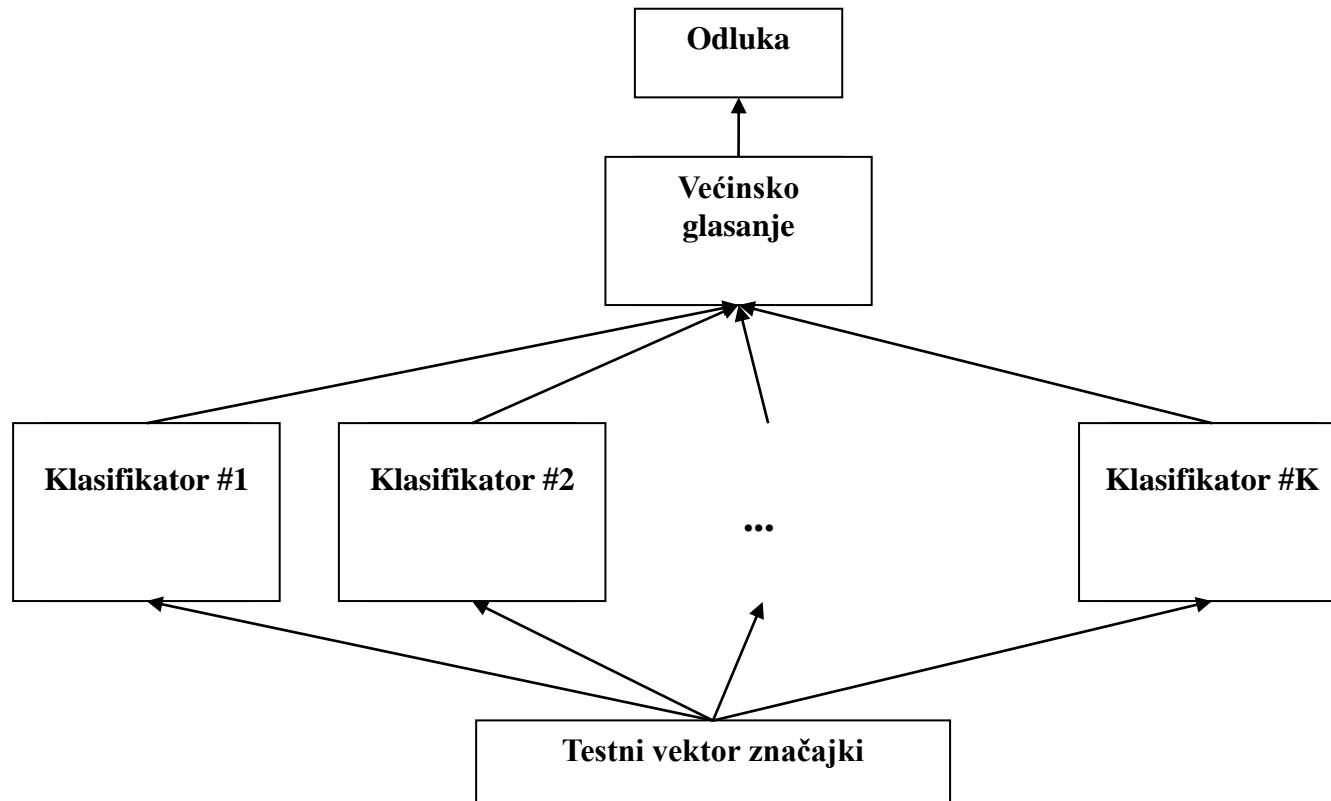 Odluka
Većinsko
glasanje
Klasifikator #1
Klasifikator #2
...
Klasifikator #K
Testni vektor značajki